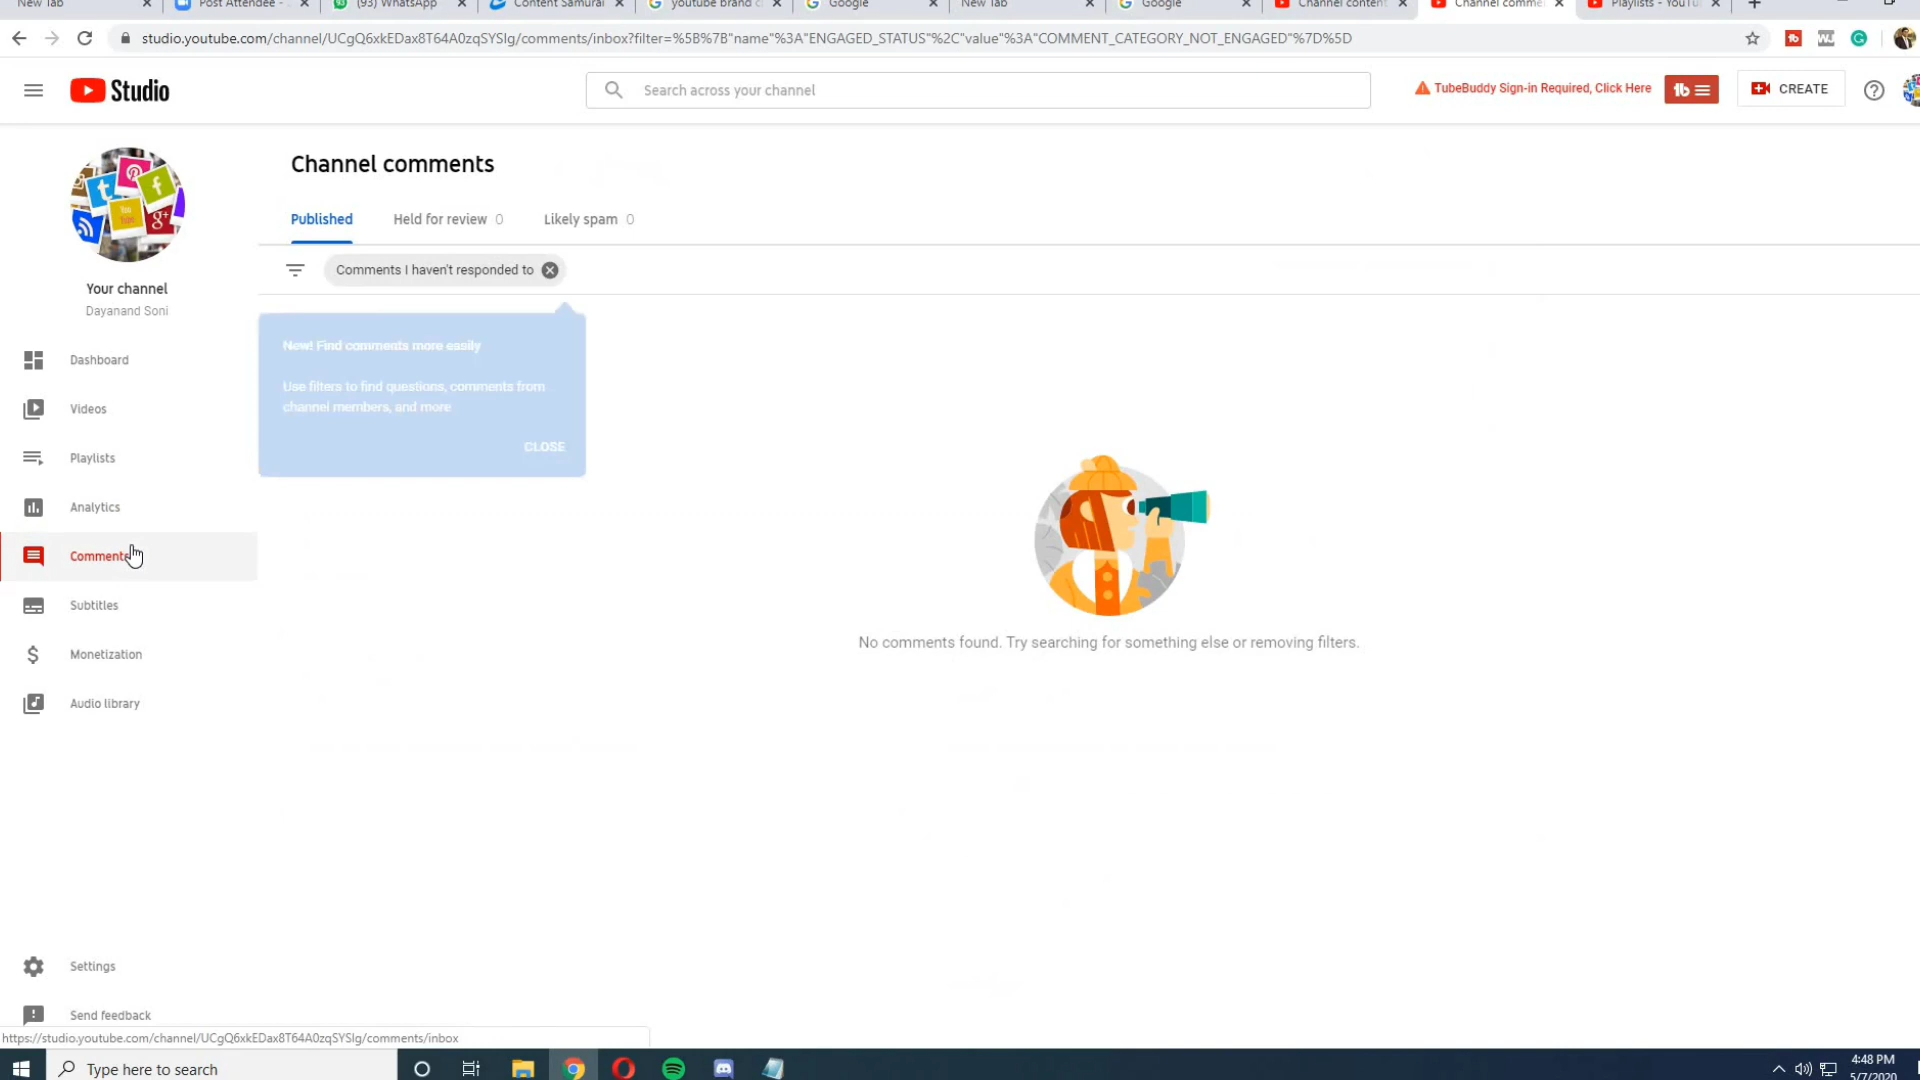 New Tab
Post Attendee -
(93) WhatsApp
Content Samurai
youtube brand c
Google
New Tab
Google
Channel content
Channel comme
Playlists - YouTu
studio.youtube.com/channel/UCgQ6xkEDax8T64A0zqSYSIg/comments/inbox?filter=%5B%7B"name"%3A"ENGAGED_STATUS"%2C"value"%3A"COMMENT_CATEGORY_NOT_ENGAGED"%7D%5D
Studio
Search across your channel
TubeBuddy Sign-in Required, Click Here
CREATE
Channel comments
Published
Held for review 0
Likely spam 0
Comments I haven't responded to
Your channel
Dayanand Soni
New! Find comments more easily
Use filters to find questions, comments from
channel members, and more
CLOSE
Dashboard
Videos
Playlists
Analytics
Comments
Subtitles
Monetization
Audio library
No comments found. Try searching for something else or removing filters.
Settings
Send feedback
https://studio.youtube.com/channel/UCgQ6xkEDax8T64A0zqSYSIg/comments/inbox
Type here to search
4:48 PM
5/7/2020